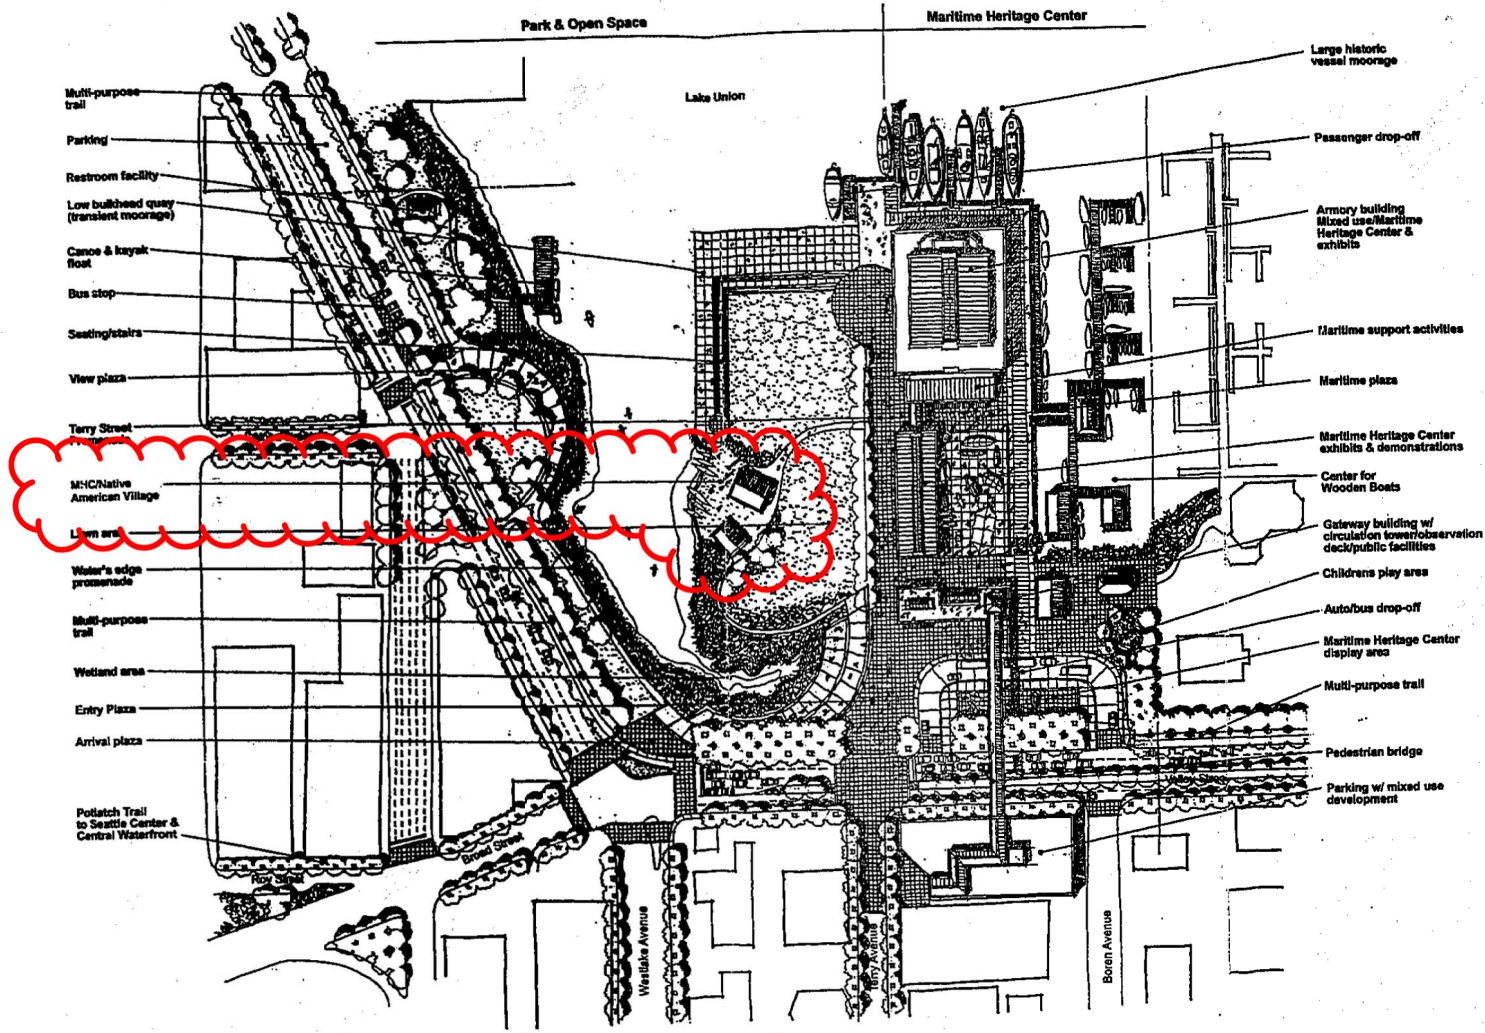 Park & Open Space
Maritime Heritage Center
Lake Union
Multi-purpose
trail
Parking
Restroom facility
Low bulkhead quay
(transient moorage)
Canoe & kayak
float
Bus stop
Seating/stairs
View plaza
Terry Street
Promenade
MHC/Native
American Village
Lawn area
Water's edge
promenade
Multi-purpose
trail
Wetland area
Entry Plaza
Arrival plaza
Potlatch Trail
to Seattle Center &
Central Waterfront
Large historic
vessel moorage
Passenger drop-off
Armory building
Mixed use/Maritime
Heritage Center &
exhibits
Maritime support activities
Maritime plaza
Maritime Heritage Center
exhibits & demonstrations
Center for
Wooden Boats
Gateway building w/
circulation tower/observation
deck/public facilities
Childrens play area
Auto/bus drop-off
Maritime Heritage Center
display area
Multi-purpose trail
Pedestrian bridge
Parking w/ mixed use
development
Valley Street
Broad Street
Roy Street
Westlake Avenue
Terry Avenue
Boren Avenue